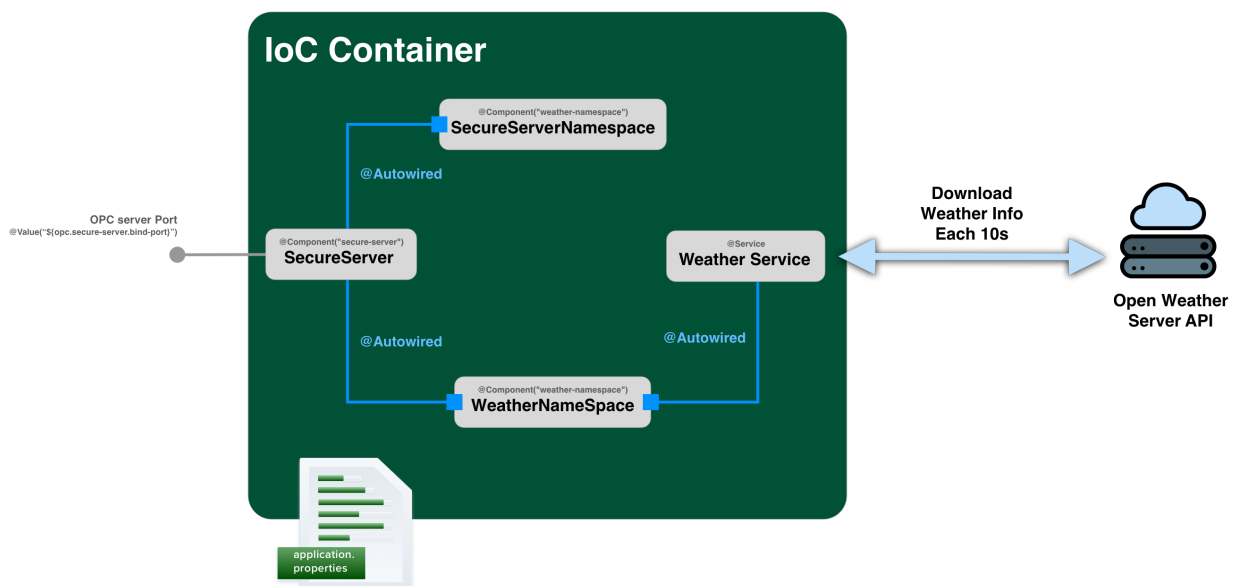 IoC Container
@Component("weather-namespace")
SecureServerNamespace
@Autowired
OPC server Port
@Value(“${opc.secure-server.bind-port}”)
@Component("secure-server")
SecureServer
@Service
Weather Service
Download
Weather Info
Each 10s
Open Weather
Server API
@Autowired
@Autowired
@Component("weather-namespace")
WeatherNameSpace
application.
properties